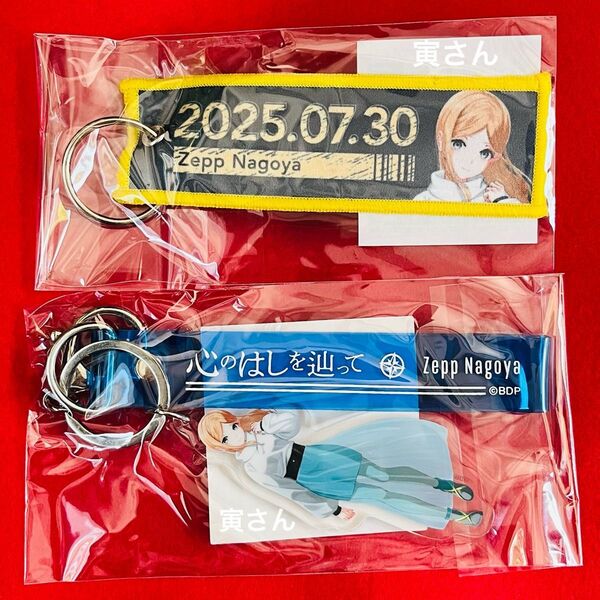 寅さん
2025.07.30
Zepp Nagoya
心のはしを辿って Zepp Nagoya
©BDP
寅さん